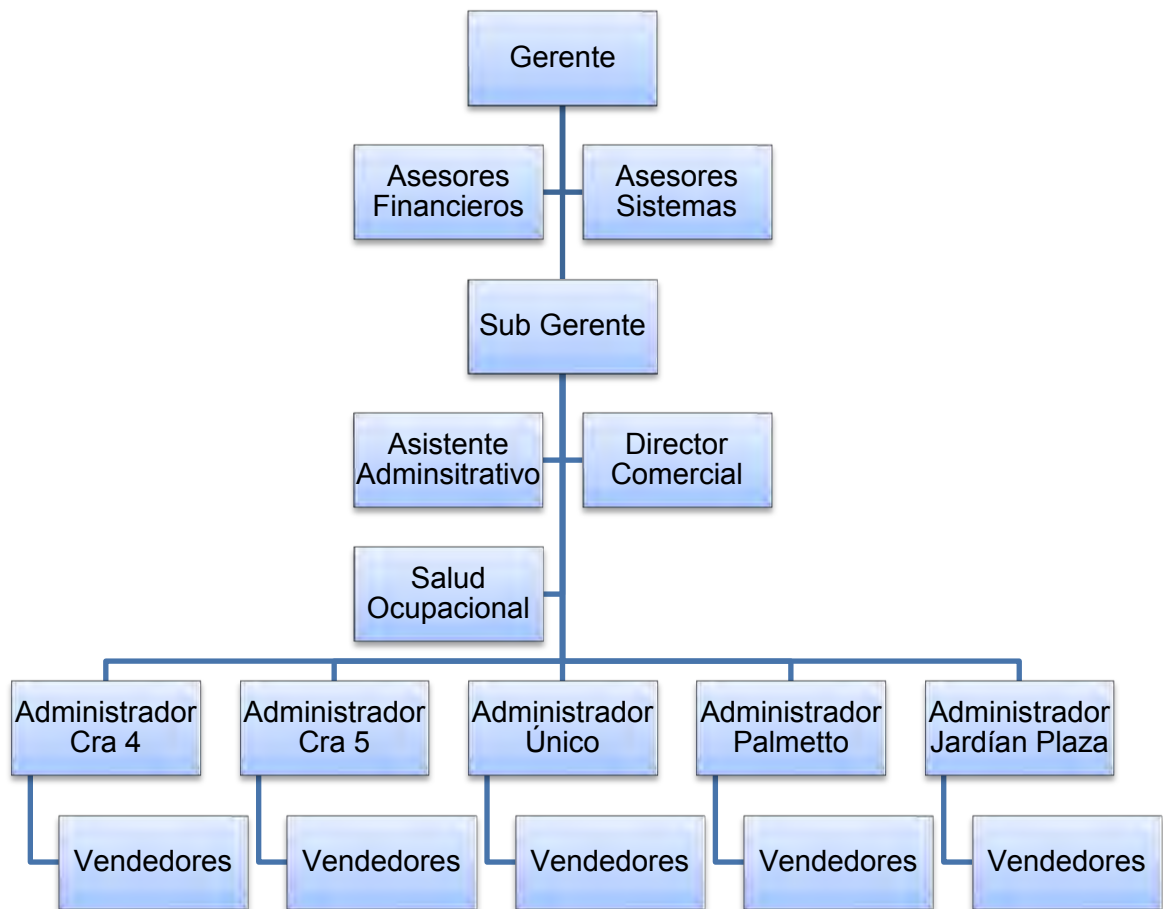 Gerente
Asesores
Financieros
Asesores
Sistemas
Sub Gerente
Asistente
Adminsitrativo
Director
Comercial
Salud
Ocupacional
Administrador
Cra 4
Administrador
Cra 5
Administrador
Único
Administrador
Palmetto
Administrador
Jardían Plaza
Vendedores
Vendedores
Vendedores
Vendedores
Vendedores